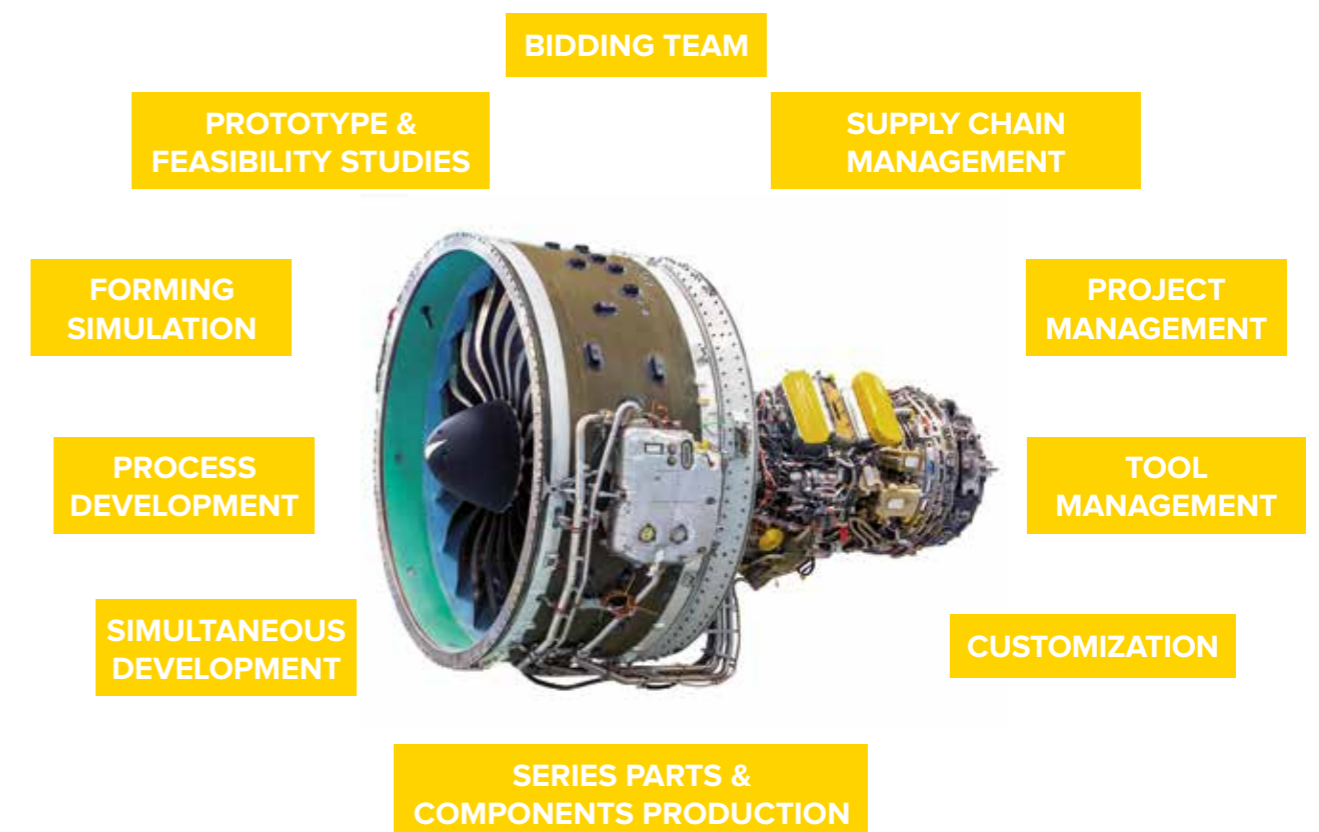 BIDDING TEAM
PROTOTYPE &
FEASIBILITY STUDIES
SUPPLY CHAIN
MANAGEMENT
FORMING
SIMULATION
PROJECT
MANAGEMENT
PROCESS
DEVELOPMENT
TOOL
MANAGEMENT
SIMULTANEOUS
DEVELOPMENT
CUSTOMIZATION
SERIES PARTS &
COMPONENTS PRODUCTION